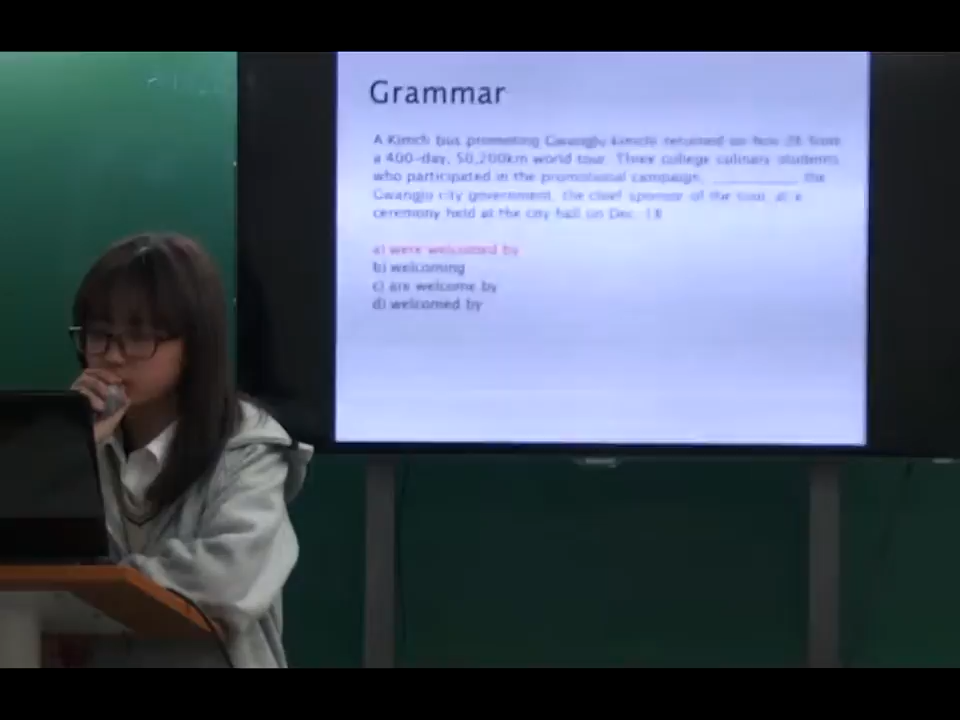 Grammar
A Kimchi bus promoting Gwangju kimchi returned on Nov 28 from
a 400-day, 50,200km world tour. Three college culinary students
who participated in the promotional campaign, __________ the
Gwangju city government, the chief sponsor of the tour, at a
ceremony held at the city hall on Dec. 18
a) were welcomed by
b) welcoming
c) are welcome by
d) welcomed by